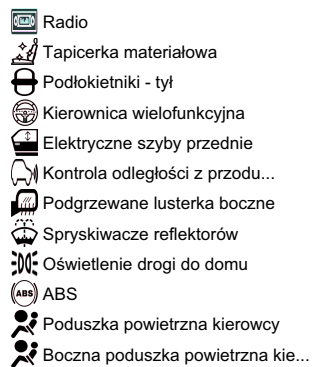 Radio
Tapicerka materiałowa
Podłokietniki - tył
Kierownica wielofunkcyjna
Elektryczne szyby przednie
Kontrola odległości z przodu...
Podgrzewane lusterka boczne
Spryskiwacze reflektorów
Oświetlenie drogi do domu
(ABS) ABS
Poduszka powietrzna kierowcy
Boczna poduszka powietrzna kie...